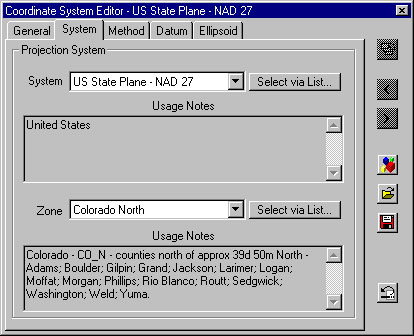 Coordinate System Editor - US State Plane - NAD 27
General System Method Datum Ellipsoid
Projection System
System US State Plane - NAD 27 Select via List...
Usage Notes
United States
Zone Colorado North Select via List...
Usage Notes
Colorado - CO_N - counties north of approx 39d 50m North -
Adams; Boulder; Gilpin; Grand; Jackson; Larimer; Logan;
Moffat; Morgan; Phillips; Rio Blanco; Routt; Sedgwick;
Washington; Weld; Yuma.